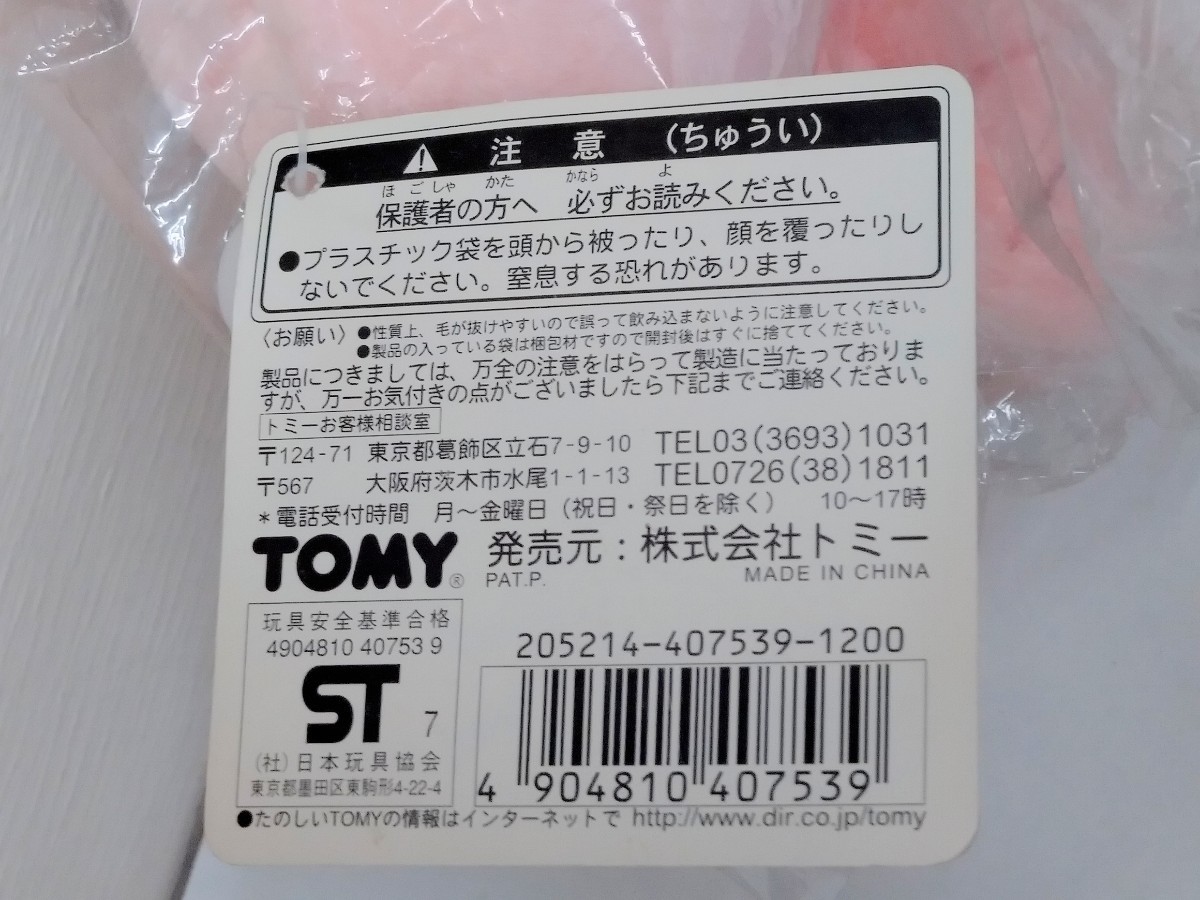 注 意 (ちゅうい)
ほごしゃ かた かなら よ
保護者の方へ 必ずお読みください。
●プラスチック袋を頭から被ったり、顔を覆ったりし
ないでください。窒息する恐れがあります。
〈お願い〉●性質上、毛が抜けやすいので誤って飲み込まないように注意してください。
●製品の入っている袋は梱包材ですので開封後はすぐに捨ててください。
製品につきましては、万全の注意をはらって製造に当たっておりま
すが、万一お気付きの点がございましたら下記までご連絡ください。
トミーお客様相談室
〒124-71 東京都葛飾区立石7-9-10 TEL03(3693)1031
〒567 大阪府茨木市水尾1-1-13 TEL0726(38)1811
*電話受付時間 月～金曜日(祝日・祭日を除く) 10～17時
TOMY® 発売元:株式会社トミー
PAT.P. MADE IN CHINA
玩具安全基準合格
4904810 40753 9
ST 7
(社)日本玩具協会
東京都墨田区東駒形4-22-4
205214-407539-1200
4 904810 407539
●たのしいTOMYの情報はインターネットで http://www.dir.co.jp/tomy